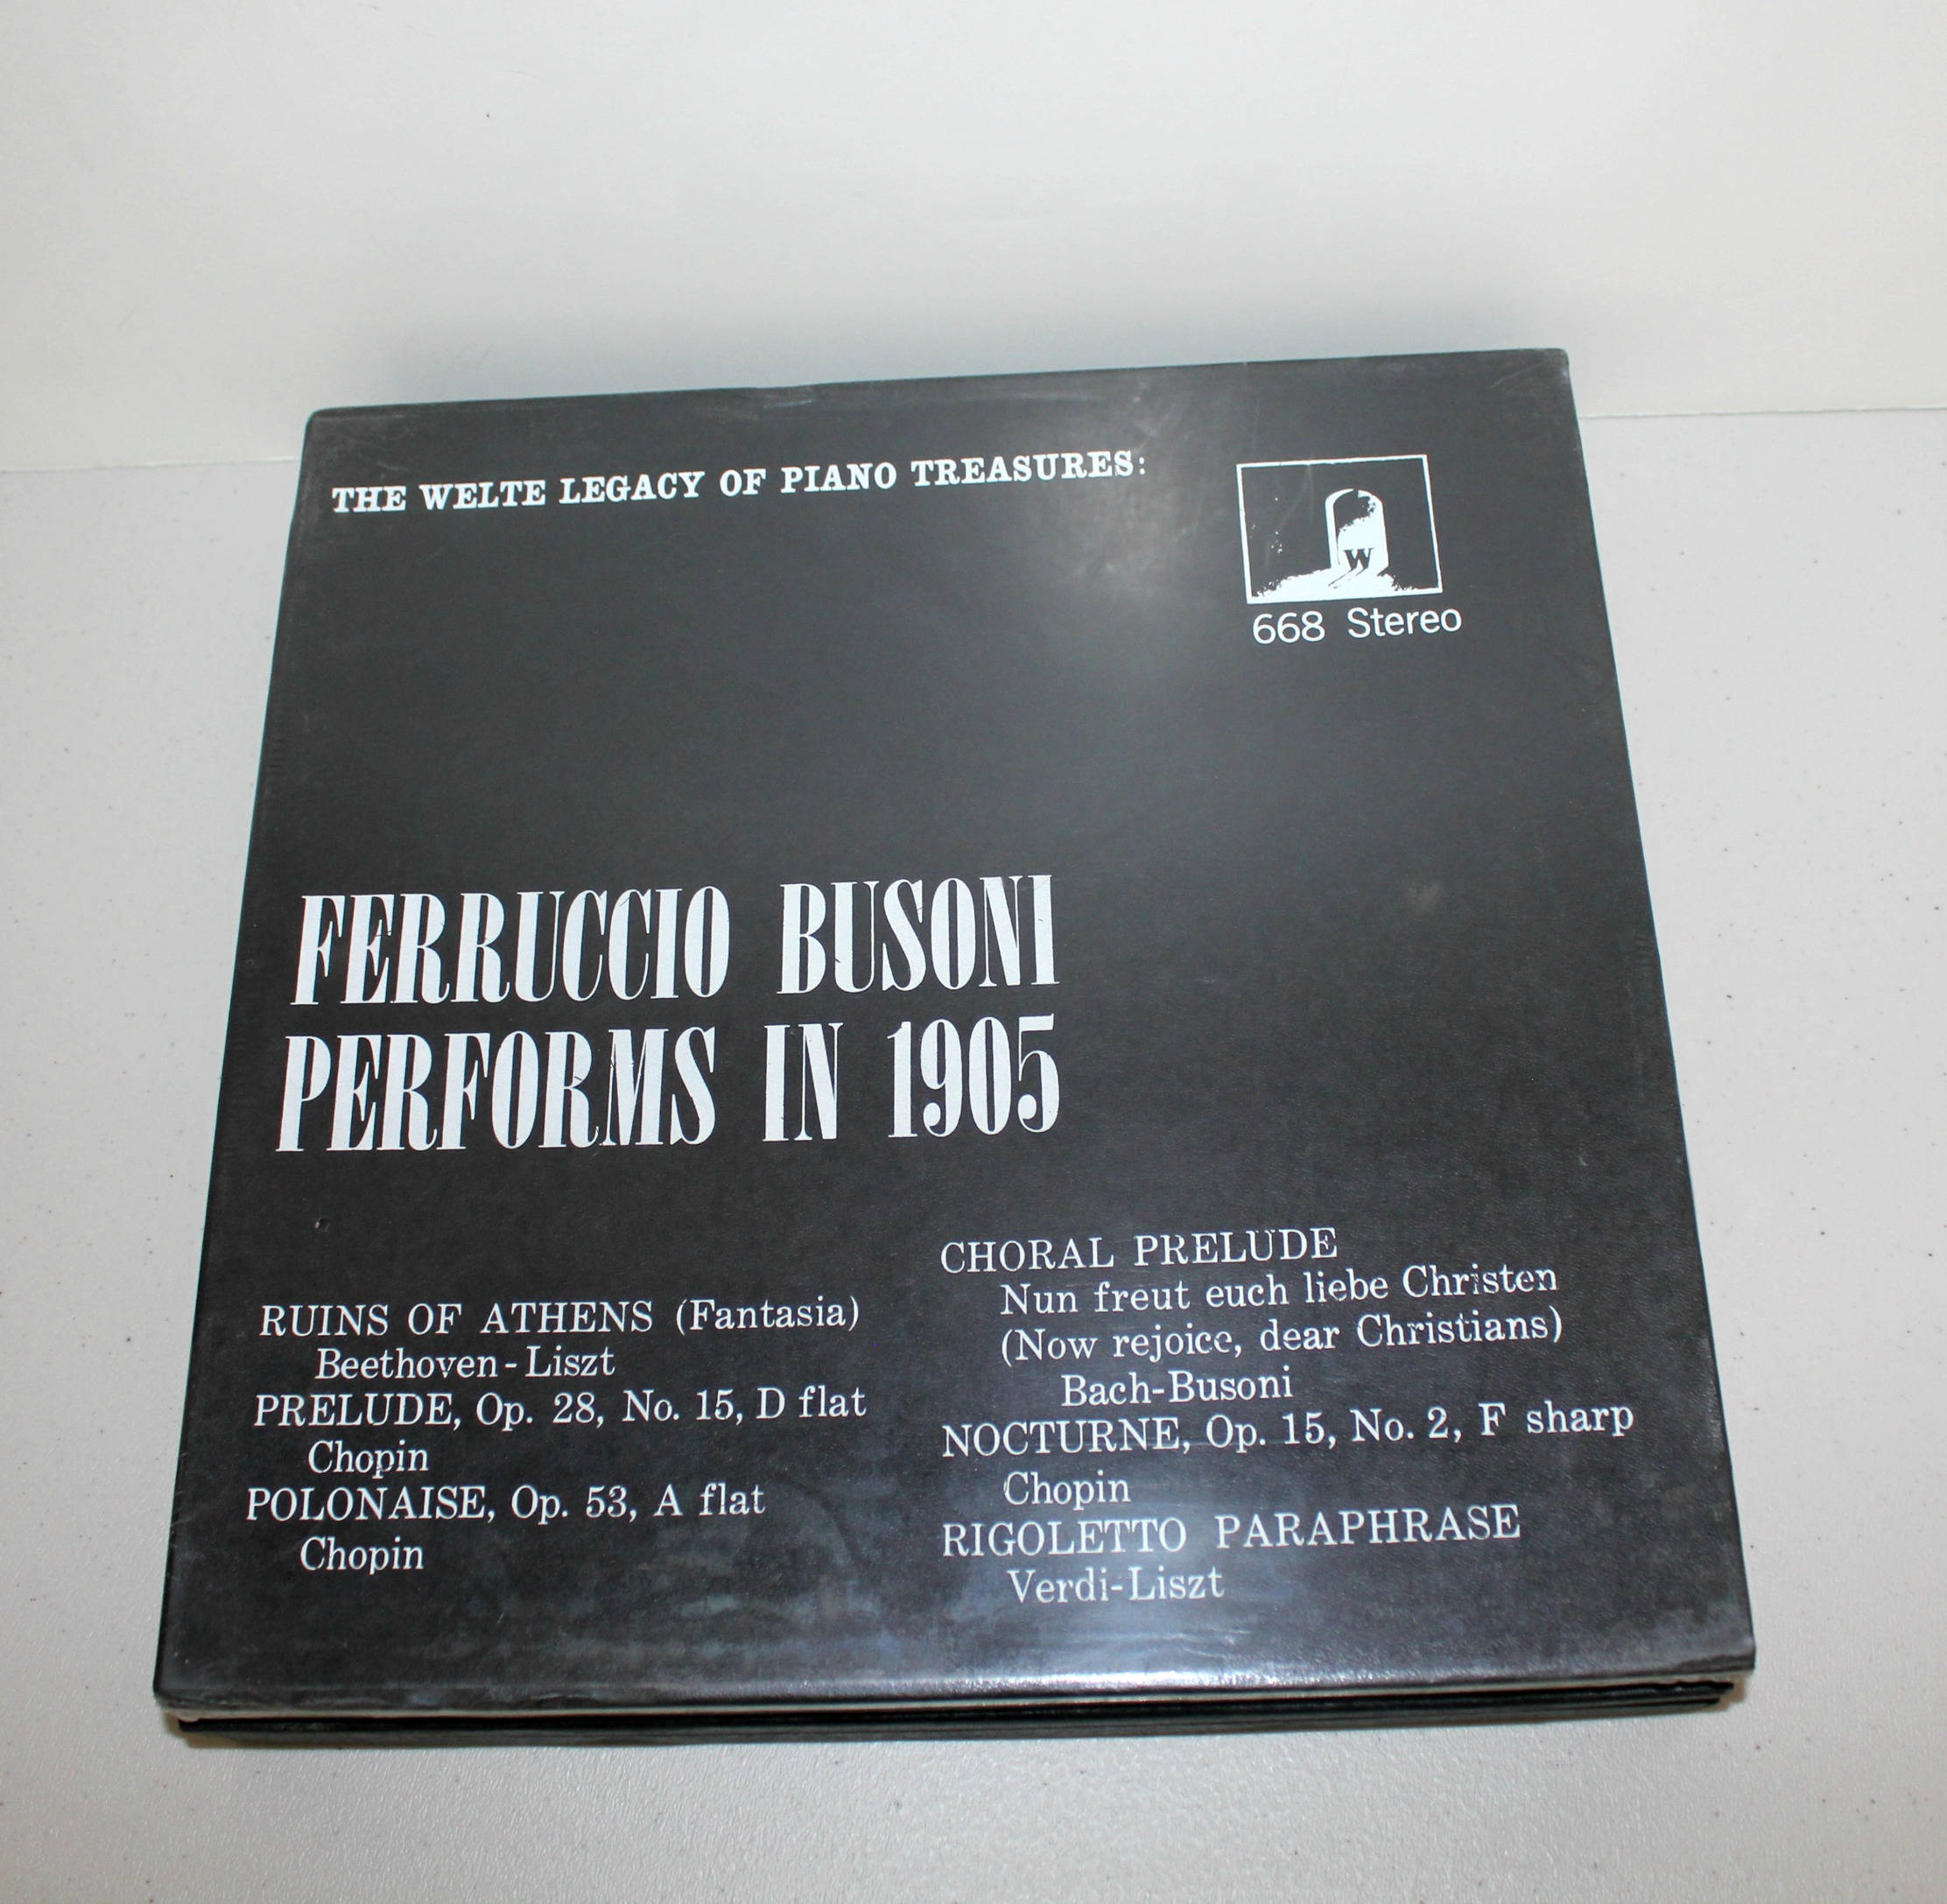 THE WELTE LEGACY OF PIANO TREASURES:
W
668 Stereo
FERRUCCIO BUSONI
PERFORMS IN 1905
RUINS OF ATHENS (Fantasia)
Beethoven-Liszt
PRELUDE, Op. 28, No. 15, D flat
Chopin
POLONAISE, Op. 53, A flat
Chopin
CHORAL PRELUDE
Nun freut euch liebe Christen
(Now rejoice, dear Christians)
Bach-Busoni
NOCTURNE, Op. 15, No. 2, F sharp
Chopin
RIGOLETTO PARAPHRASE
Verdi-Liszt